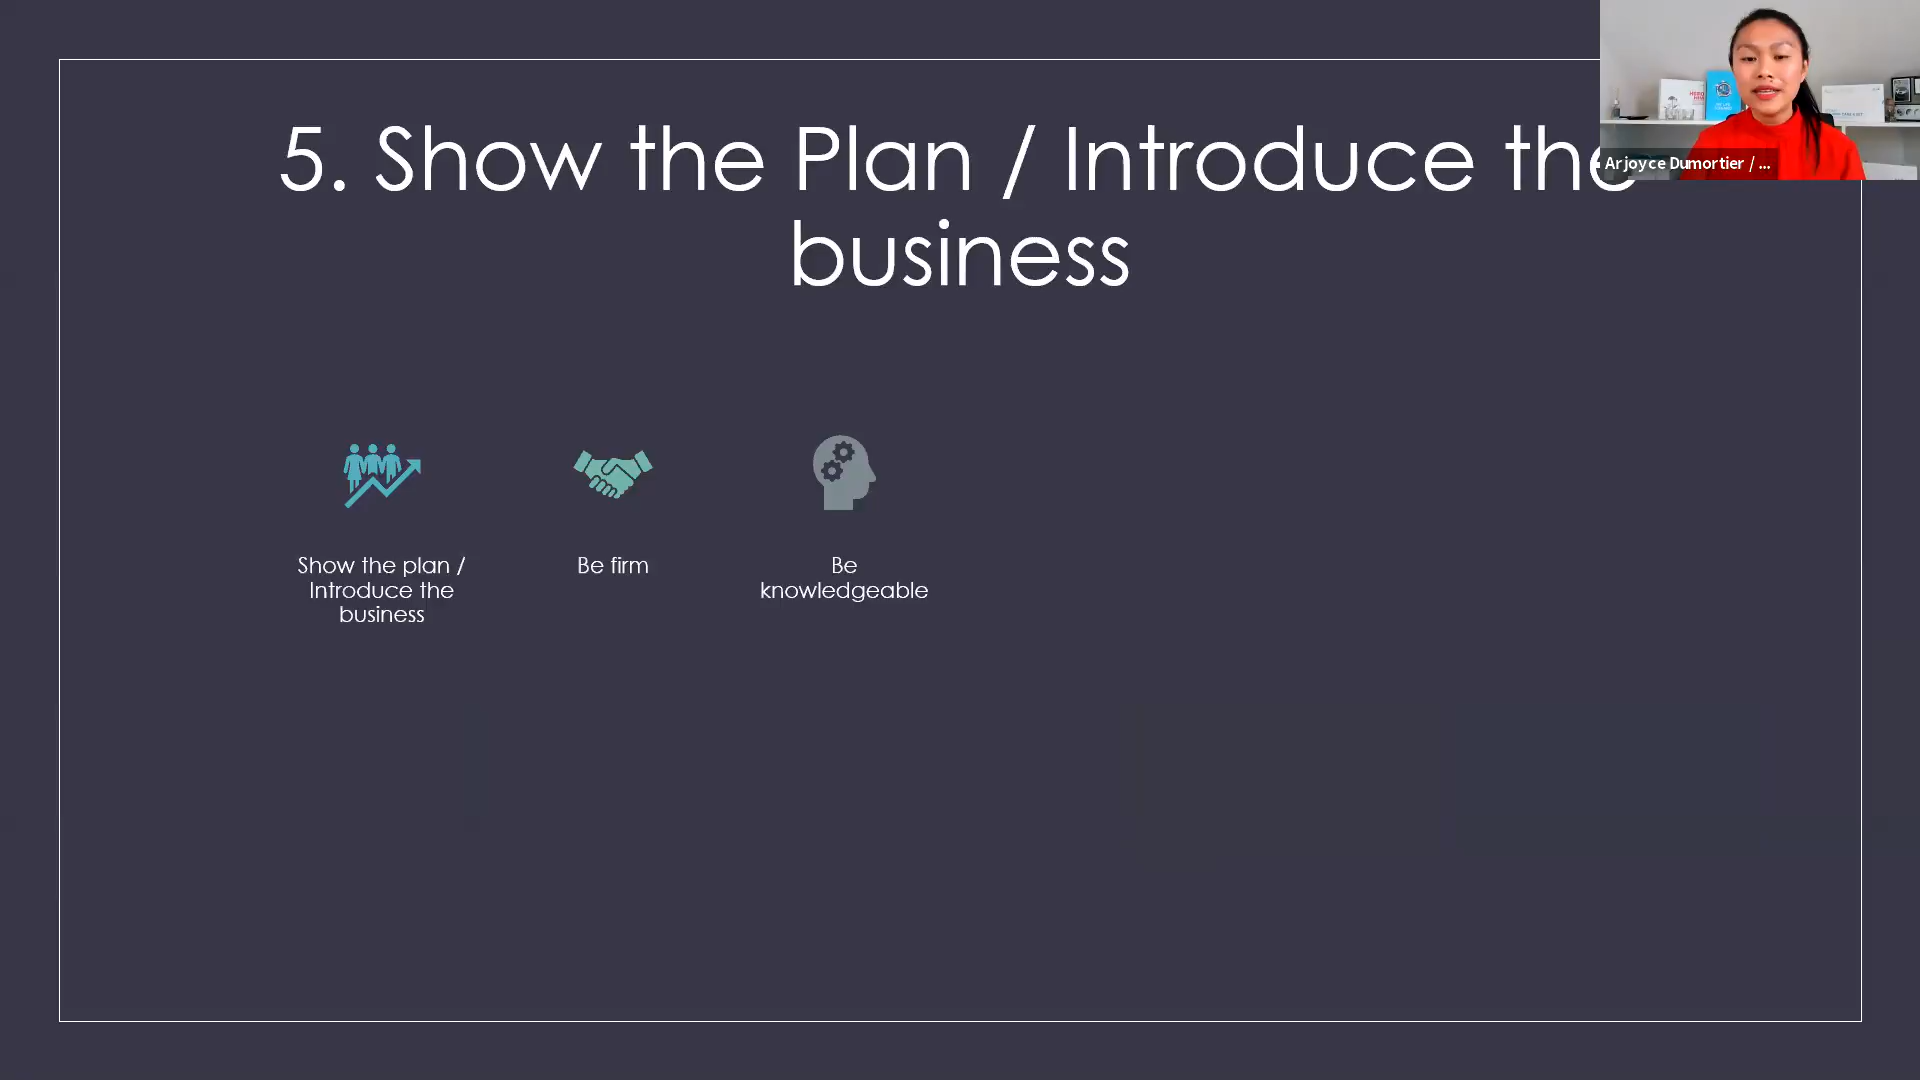 5. Show the Plan / Introduce the
business
Arjoyce Dumortier / ...
Show the plan /
Introduce the
business
Be firm
Be
knowledgeable